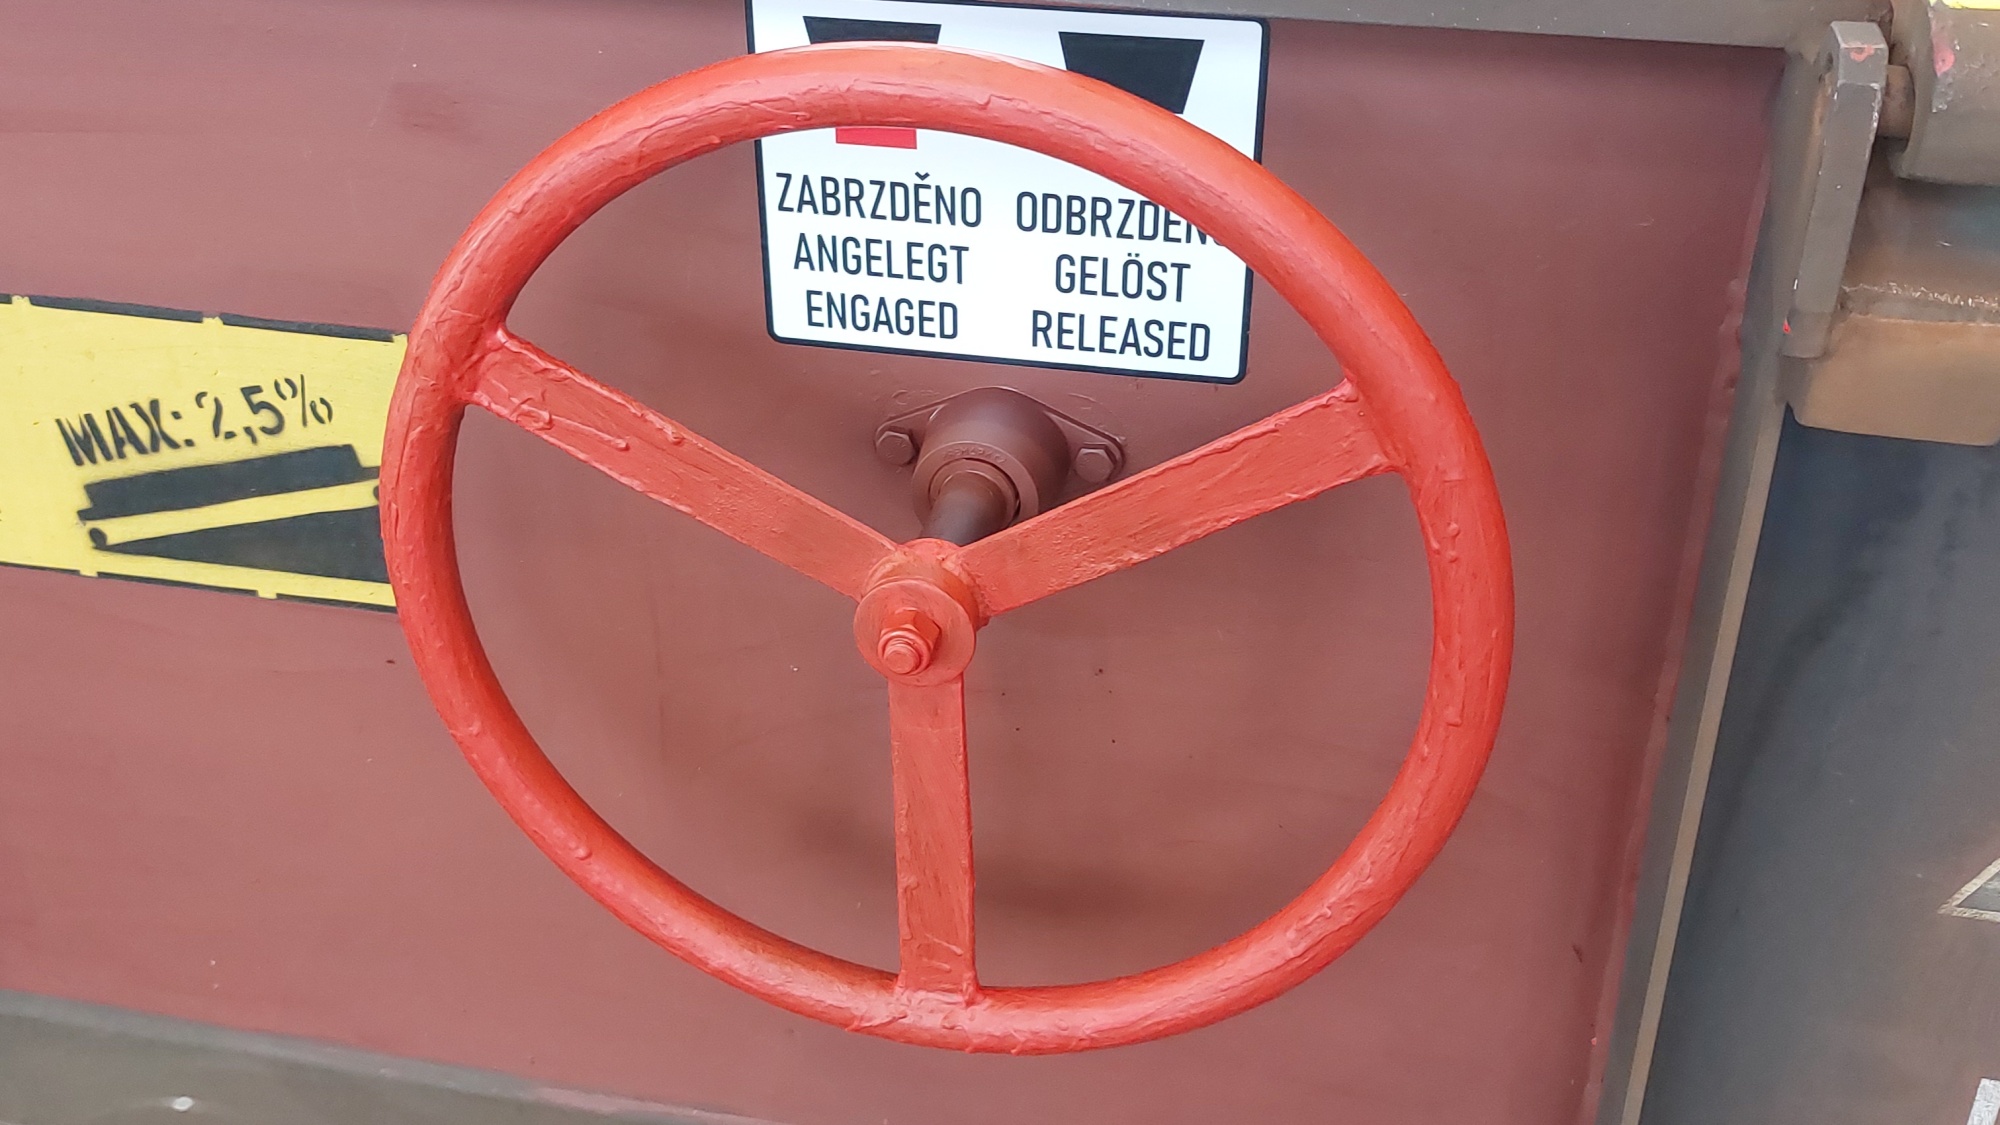 ZABRZDĚNO
ANGELEGT
ENGAGED
GELÖST
RELEASED
MAX: 2,5%